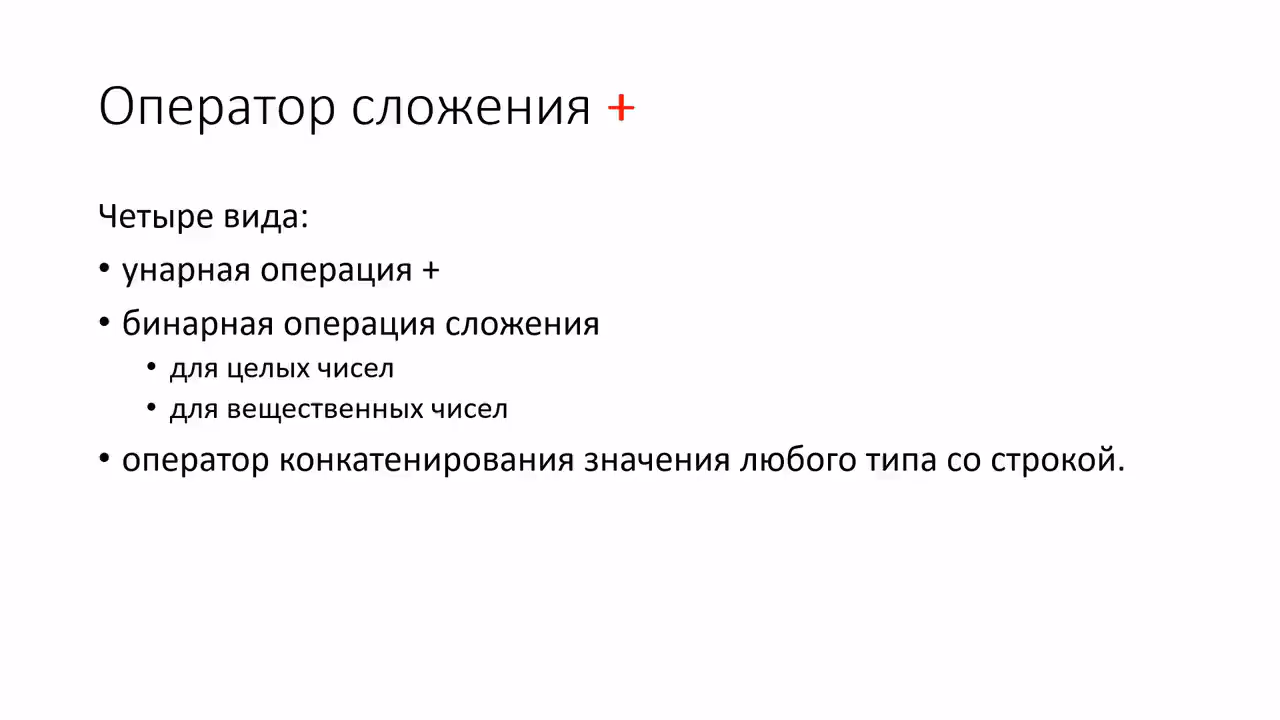 Оператор сложения +
Четыре вида:
• унарная операция +
• бинарная операция сложения
• для целых чисел
• для вещественных чисел
• оператор конкатенирования значения любого типа со строкой.